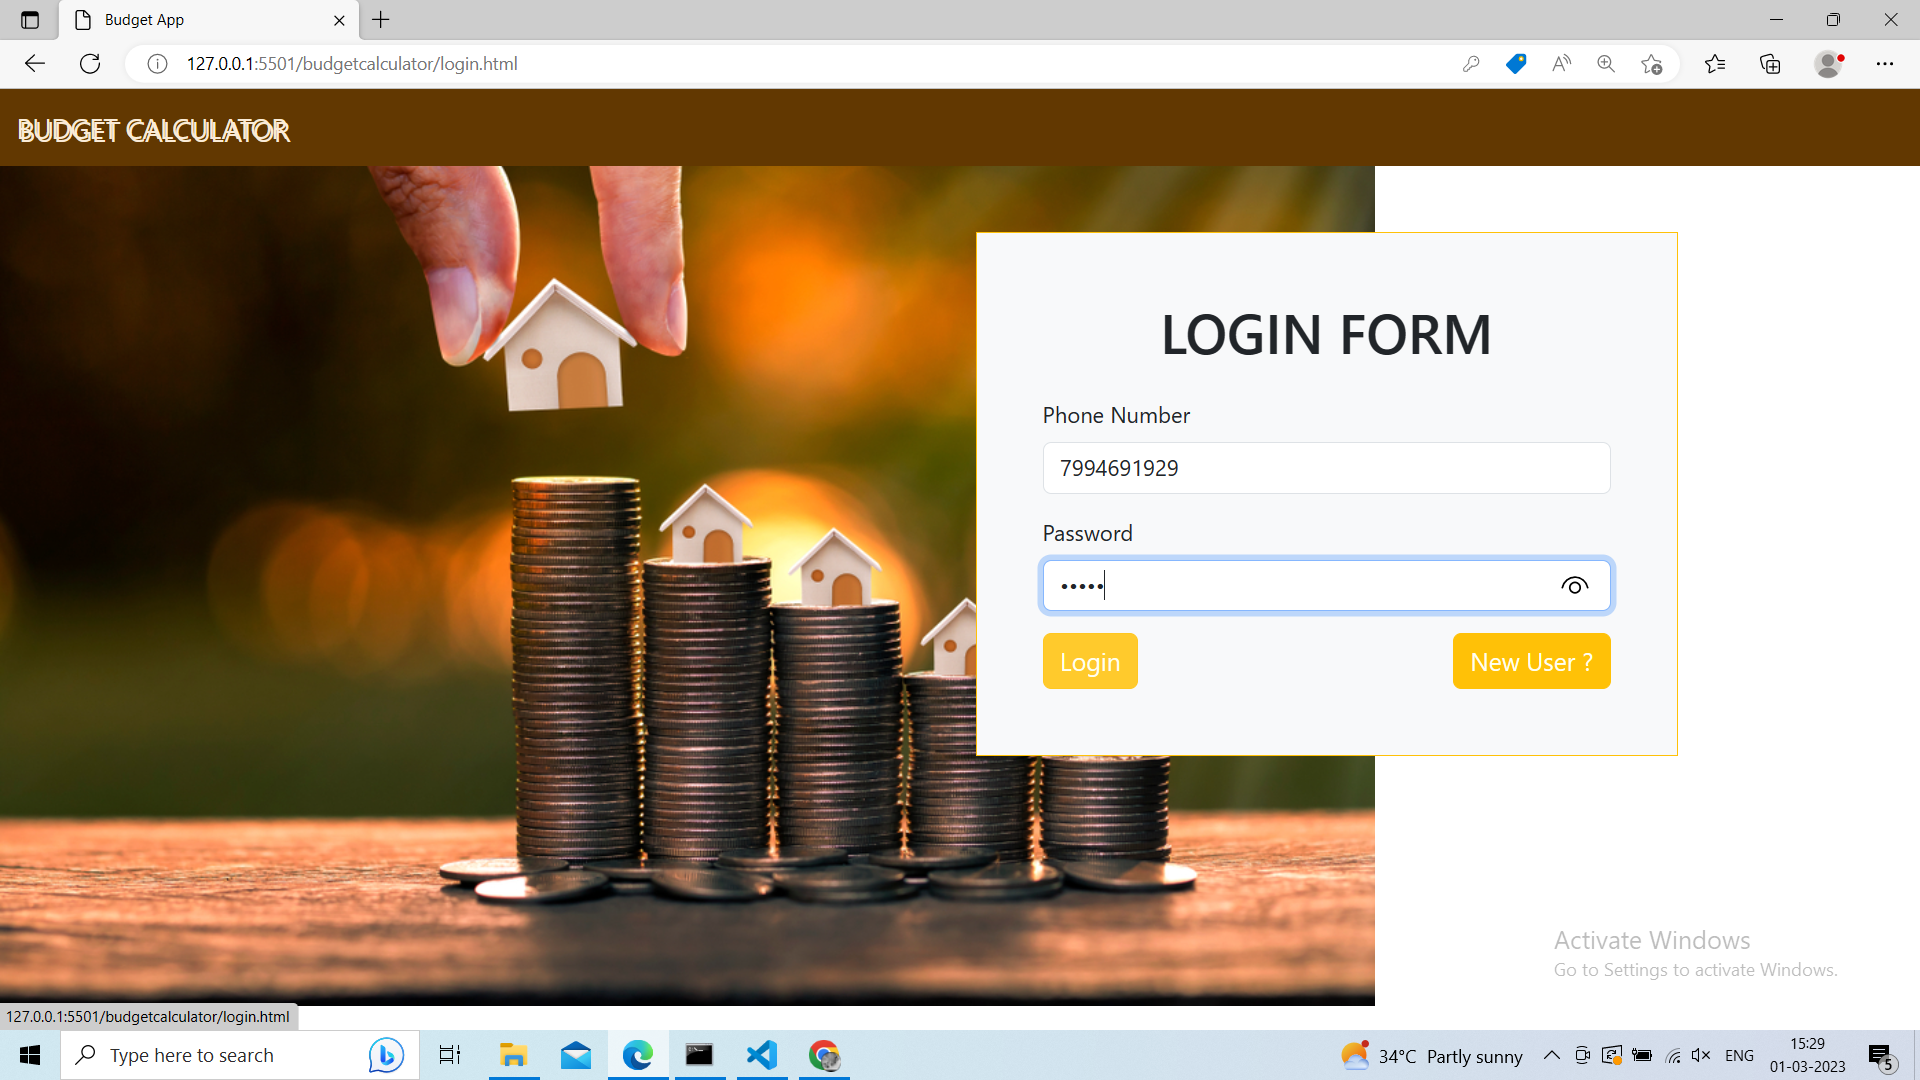 Budget App
127.0.0.1:5501/budgetcalculator/login.html
BUDGET CALCULATOR
LOGIN FORM
Phone Number
7994691929
Password
•••••
Login
New User ?
Activate Windows
Go to Settings to activate Windows.
127.0.0.1:5501/budgetcalculator/login.html
Type here to search
34°C Partly sunny
ENG
15:29
01-03-2023
5